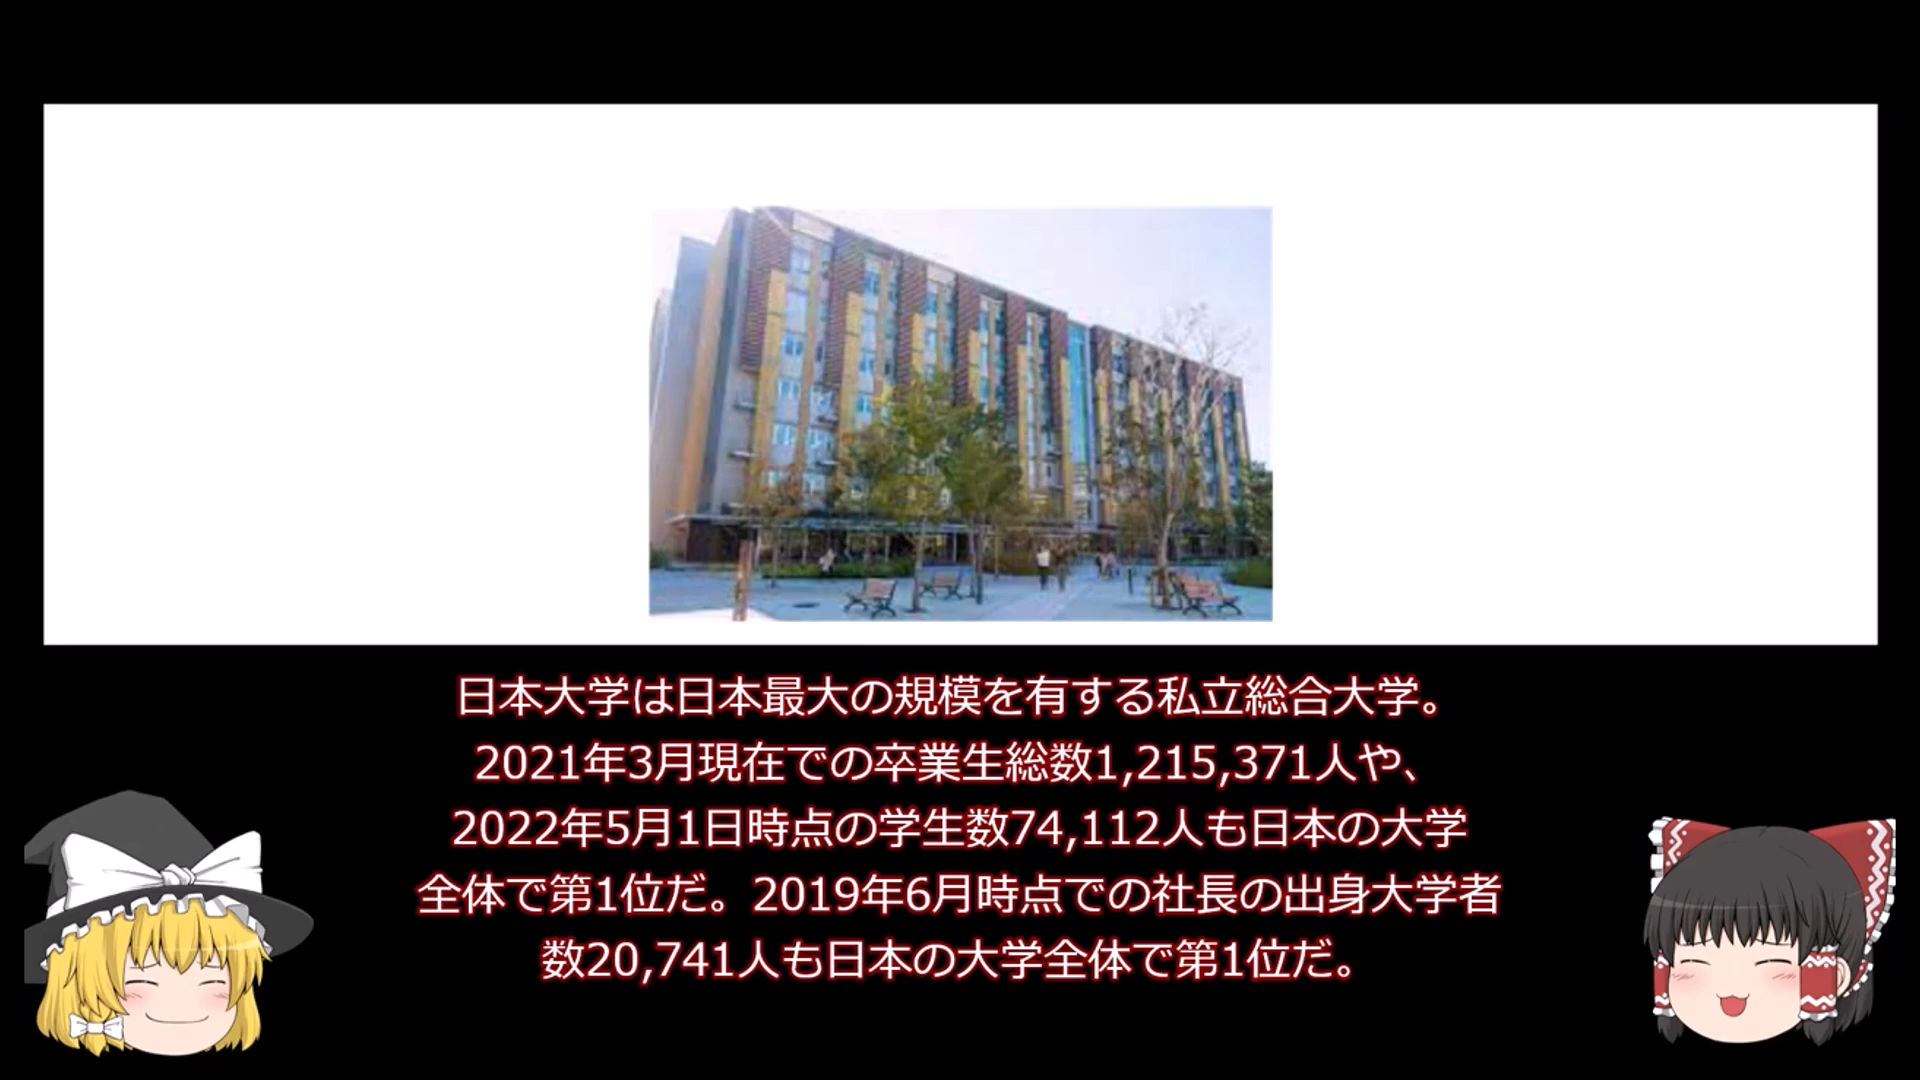 日本大学は日本最大の規模を有する私立総合大学。
2021年3月現在での卒業生総数1,215,371人や、
2022年5月1日時点の学生数74,112人も日本の大学
全体で第1位だ。2019年6月時点での社長の出身大学者
数20,741人も日本の大学全体で第1位だ。